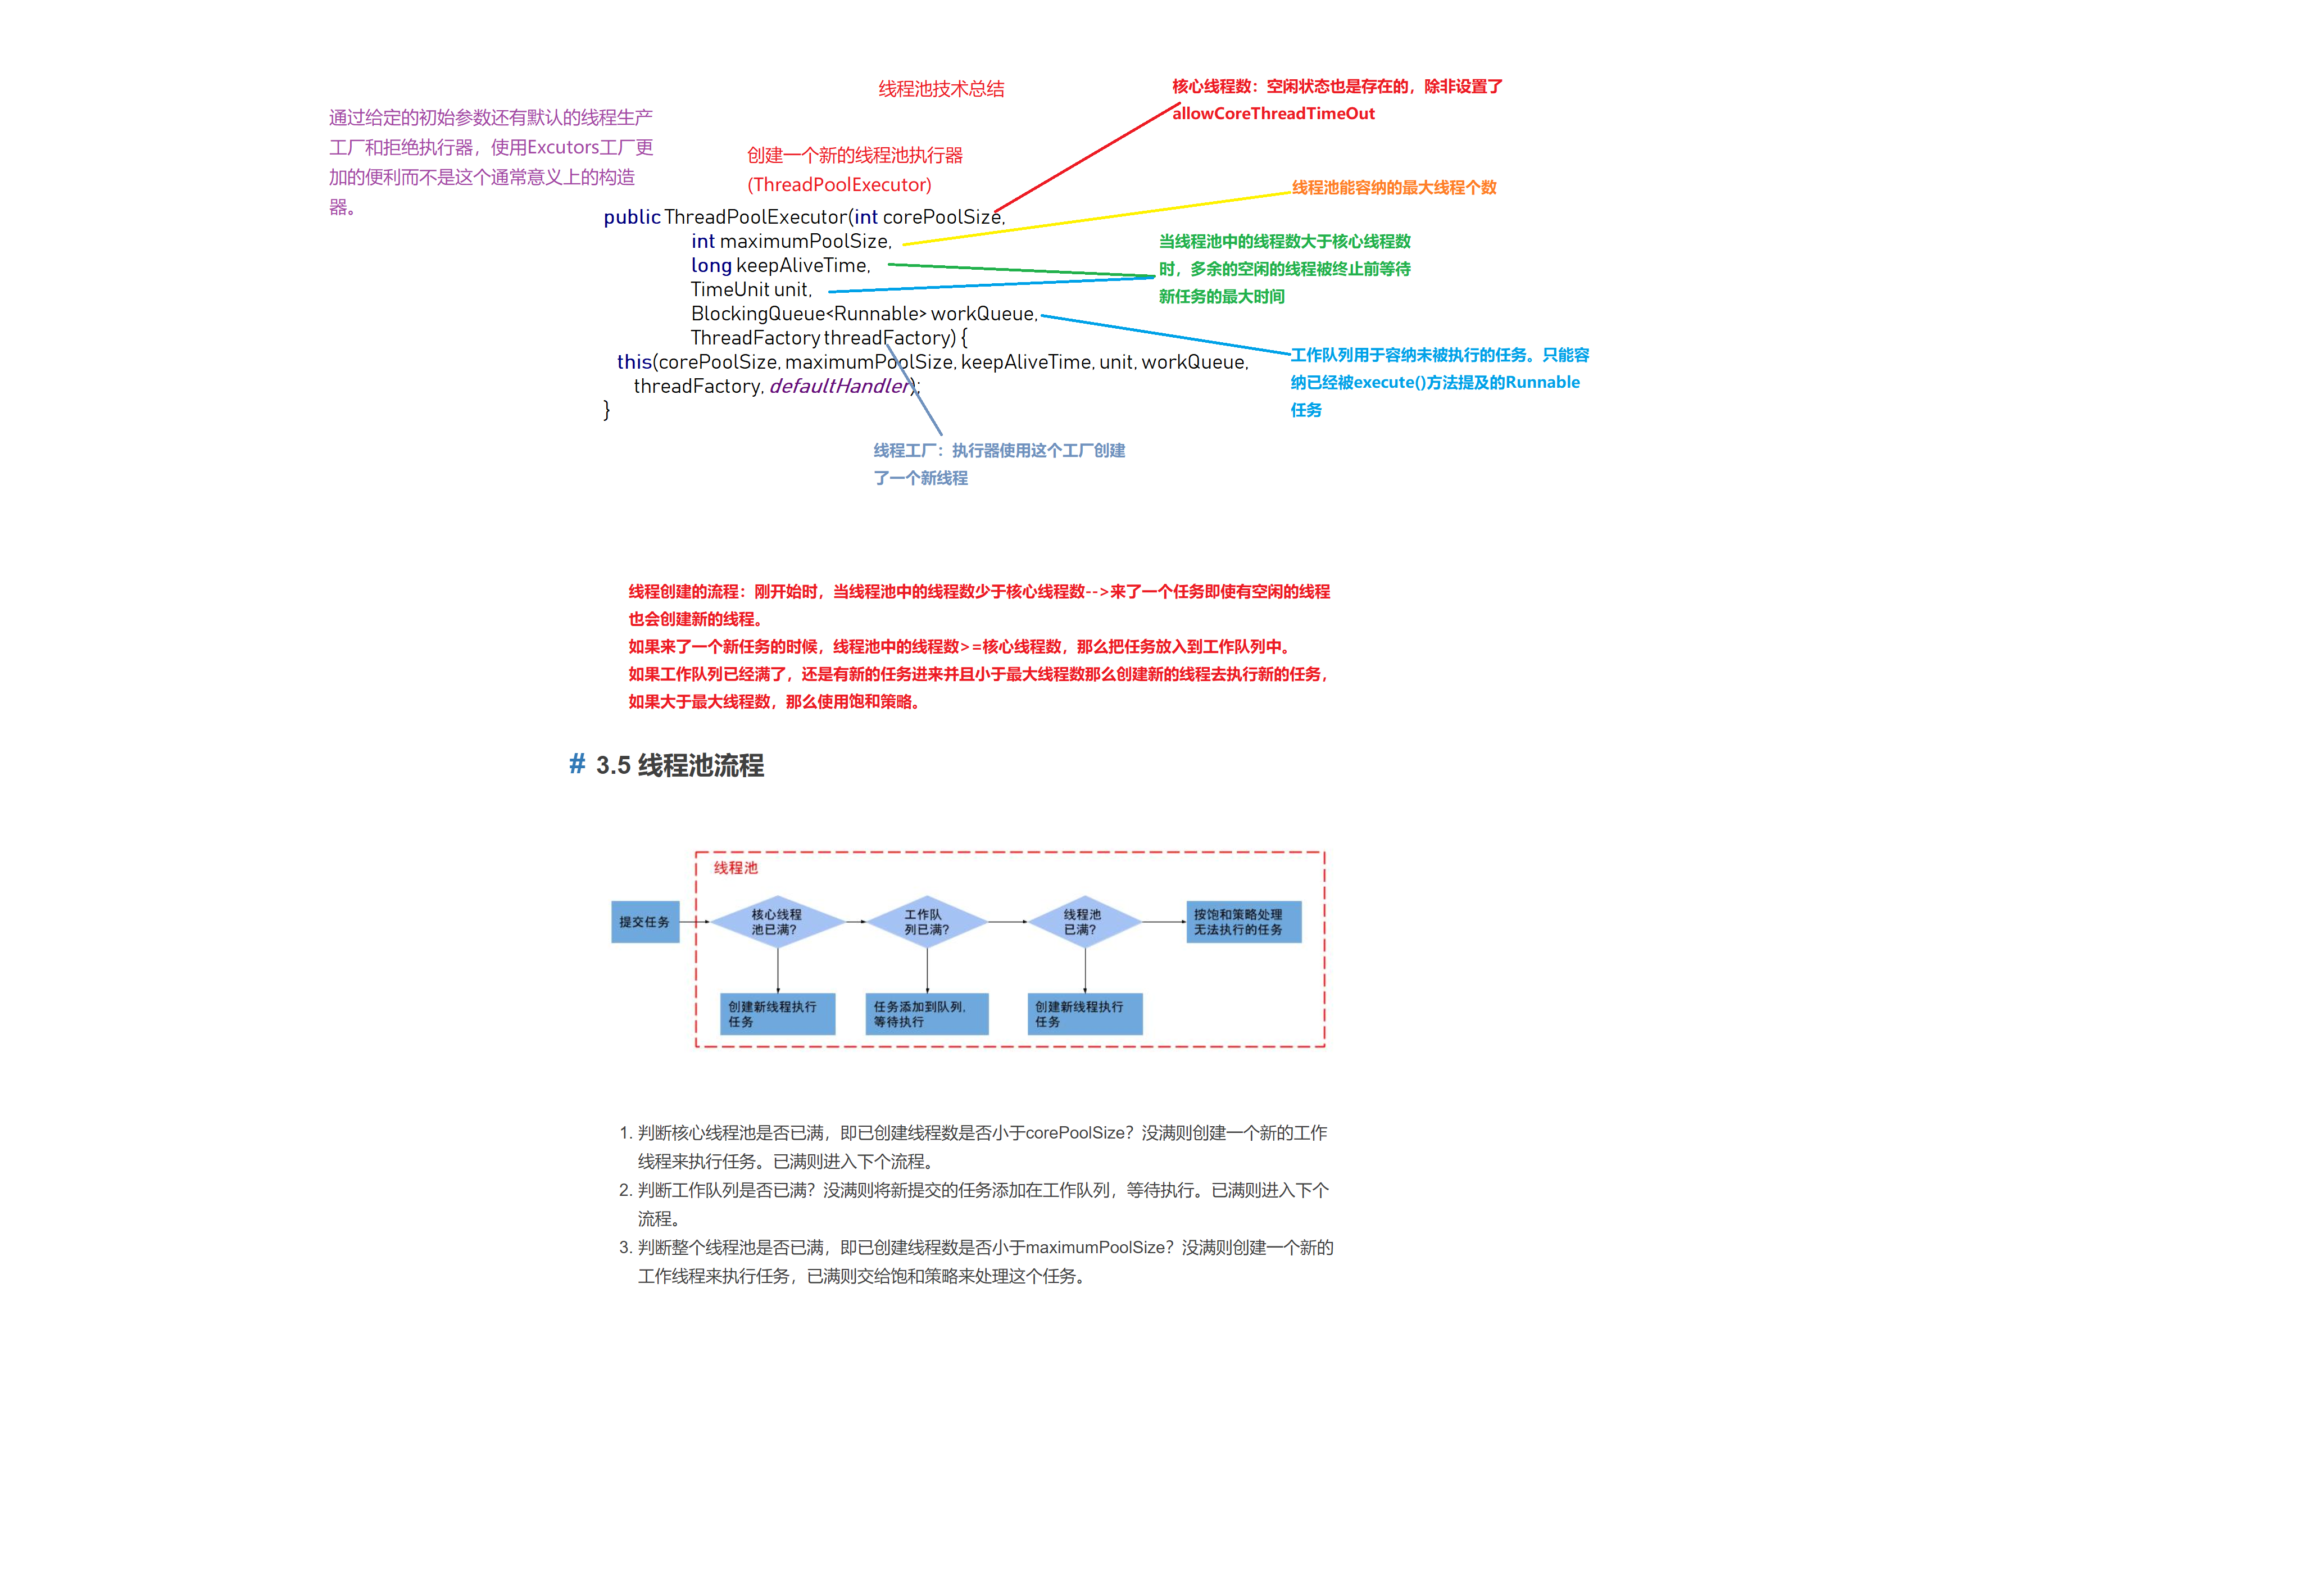 线程池技术总结
通过给定的初始参数还有默认的线程生产
工厂和拒绝执行器，使用Excutors工厂更
加的便利而不是这个通常意义上的构造
器。
核心线程数：空闲状态也是存在的，除非设置了
allowCoreThreadTimeOut
创建一个新的线程池执行器
(ThreadPoolExecutor)
线程池能容纳的最大线程个数
public ThreadPoolExecutor(int corePoolSize,
int maximumPoolSize,
long keepAliveTime,
TimeUnit unit,
BlockingQueue<Runnable> workQueue,
ThreadFactory threadFactory) {
this(corePoolSize, maximumPoolSize, keepAliveTime, unit, workQueue,
threadFactory, defaultHandler);
}
当线程池中的线程数大于核心线程数
时，多余的空闲的线程被终止前等待
新任务的最大时间
工作队列用于容纳未被执行的任务。只能容
纳已经被execute()方法提及的Runnable
任务
线程工厂：执行器使用这个工厂创建
了一个新线程
线程创建的流程：刚开始时，当线程池中的线程数少于核心线程数-->来了一个任务即使有空闲的线程
也会创建新的线程。
如果来了一个新任务的时候，线程池中的线程数>=核心线程数，那么把任务放入到工作队列中。
如果工作队列已经满了，还是有新的任务进来并且小于最大线程数那么创建新的线程去执行新的任务，
如果大于最大线程数，那么使用饱和策略。
# 3.5 线程池流程
线程池
提交任务
核心线程
池已满?
工作队
列已满?
线程池
已满?
按饱和策略处理
无法执行的任务
创建新线程执行
任务
任务添加到队列,
等待执行
创建新线程执行
任务
1. 判断核心线程池是否已满，即已创建线程数是否小于corePoolSize？没满则创建一个新的工作
线程来执行任务。已满则进入下个流程。
2. 判断工作队列是否已满？没满则将新提交的任务添加在工作队列，等待执行。已满则进入下个
流程。
3. 判断整个线程池是否已满，即已创建线程数是否小于maximumPoolSize？没满则创建一个新的
工作线程来执行任务，已满则交给饱和策略来处理这个任务。